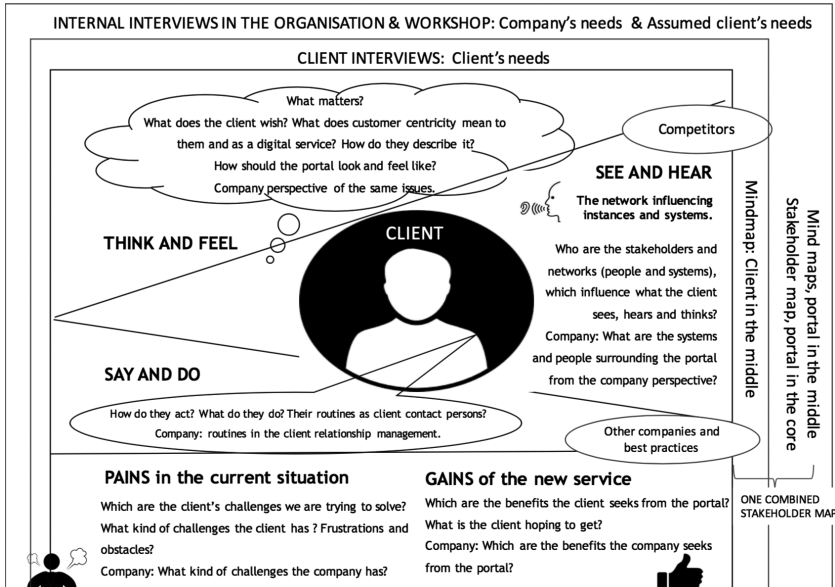 INTERNAL INTERVIEWS IN THE ORGANISATION & WORKSHOP: Company's needs & Assumed client's needs
CLIENT INTERVIEWS: Client's needs
What matters?
What does the client wish? What does customer centricity mean to
them and as a digital service? How do they describe it?
How should the portal look and feel like?
Company perspective of the same issues.
Competitors
SEE AND HEAR
The network influencing
instances and systems.
THINK AND FEEL
CLIENT
Who are the stakeholders and
networks (people and systems),
which influence what the client
sees, hears and thinks?
Company: What are the systems
and people surrounding the portal
from the company perspective?
SAY AND DO
How do they act? What do they do? Their routines as client contact persons?
Company: routines in the client relationship management.
Other companies and
best practices
Mindmap: Client in the middle
Mind maps, portal in the middle
Stakeholder map, portal in the core
PAINS in the current situation
Which are the client's challenges we are trying to solve?
What kind of challenges the client has ? Frustrations and
obstacles?
Company: What kind of challenges the company has?
GAINS of the new service
Which are the benefits the client seeks from the portal?
What is the client hoping to get?
Company: Which are the benefits the company seeks
from the portal?
ONE COMBINED
STAKEHOLDER MAP